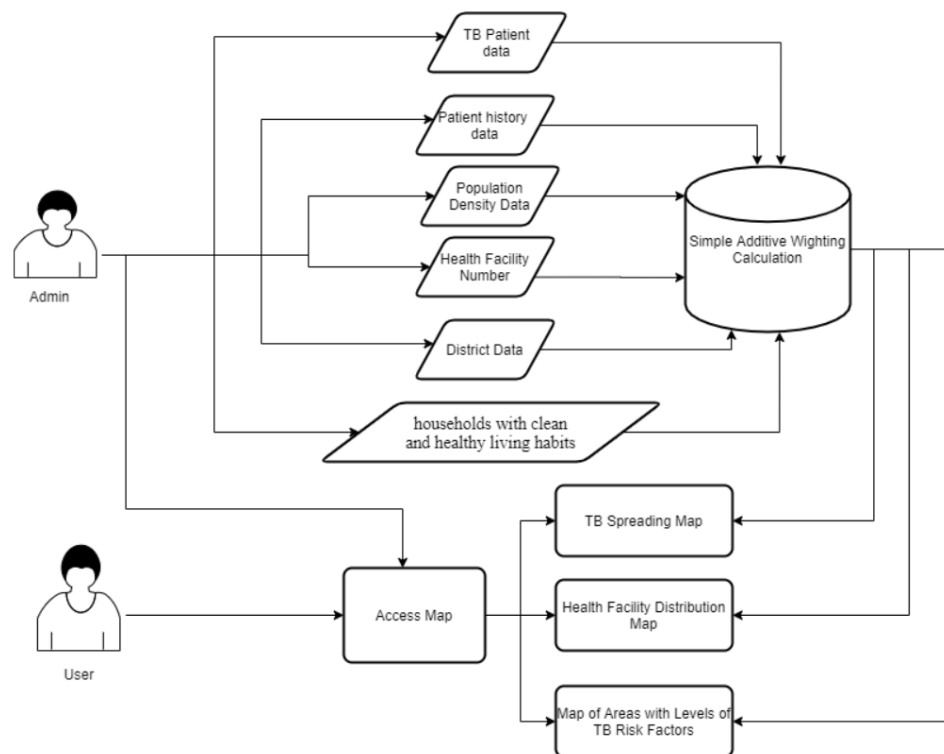 TB Patient
data
Patient history
data
Population
Density Data
Health Facility
Number
District Data
households with clean
and healthy living habits
Simple Additive Wighting
Calculation
Admin
User
Access Map
TB Spreading Map
Health Facility Distribution
Map
Map of Areas with Levels of
TB Risk Factors